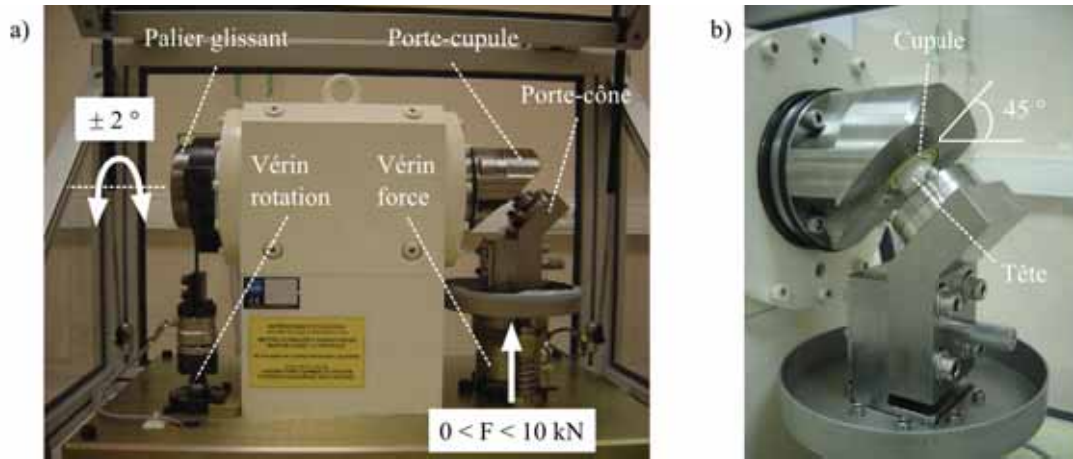 a)
Palier glissant
Porte-cupule
Porte-cône
± 2 °
Vérin
rotation
Vérin
force
0 < F < 10 kN
b)
Cupule
45 °
Tête